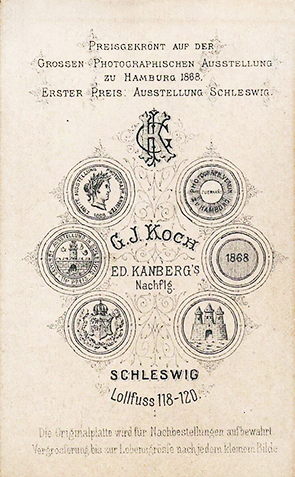 Preisgekrönt auf der
Grossen Photographischen Ausstellung
zu Hamburg 1868.
Erster Preis: Ausstellung Schleswig.
G. J. Koch
1868
ED. KANBERG'S
Nachflg.
SCHLESWIG
Lollfuss 118-120.
Die Originalplatte wird für Nachbestellungen aufbewahrt.
Vergrösserung bis zur Lebensgrösse nach jedem kleinem Bilde